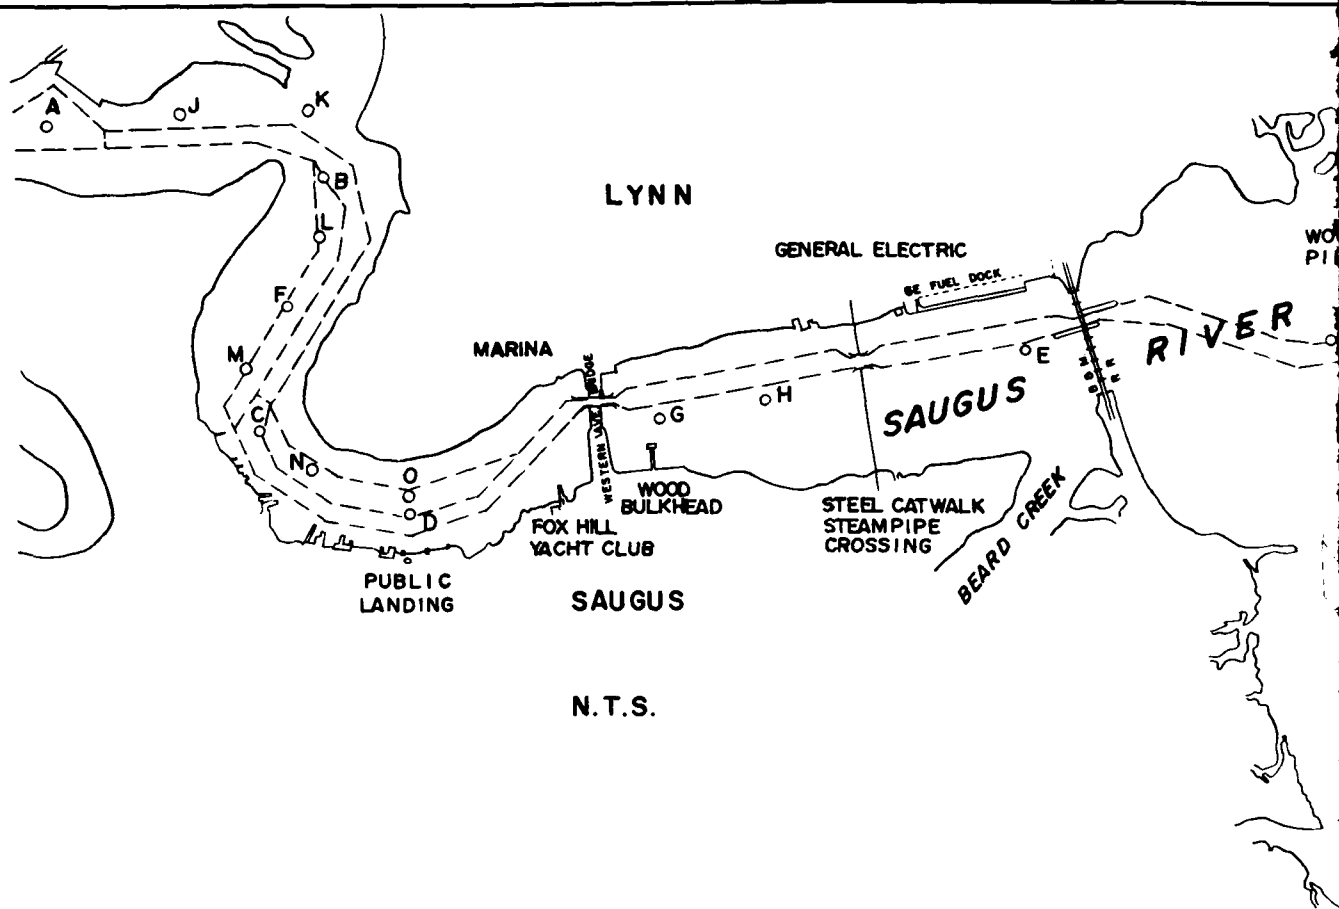 A
J
K
B
LYNN
L
GENERAL ELECTRIC
GE FUEL DOCK
F
RIVER
MARINA
E
M
WESTERN AVE BRIDGE
H
SAUGUS
G
C
N
O
D
WOOD
BULKHEAD
FOX HILL
YACHT CLUB
STEEL CATWALK
STEAMPIPE
CROSSING
BEARD CREEK
PUBLIC
LANDING
SAUGUS
N.T.S.